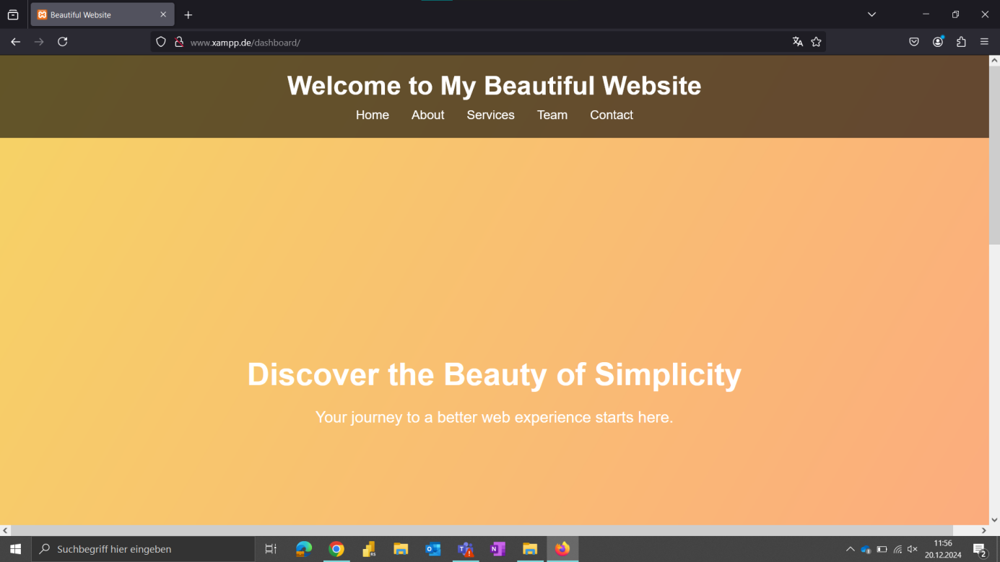 Beautiful Website
www.xampp.de/dashboard/
Welcome to My Beautiful Website
Home About Services Team Contact
Discover the Beauty of Simplicity
Your journey to a better web experience starts here.
Suchbegriff hier eingeben
11:56
20.12.2024
2